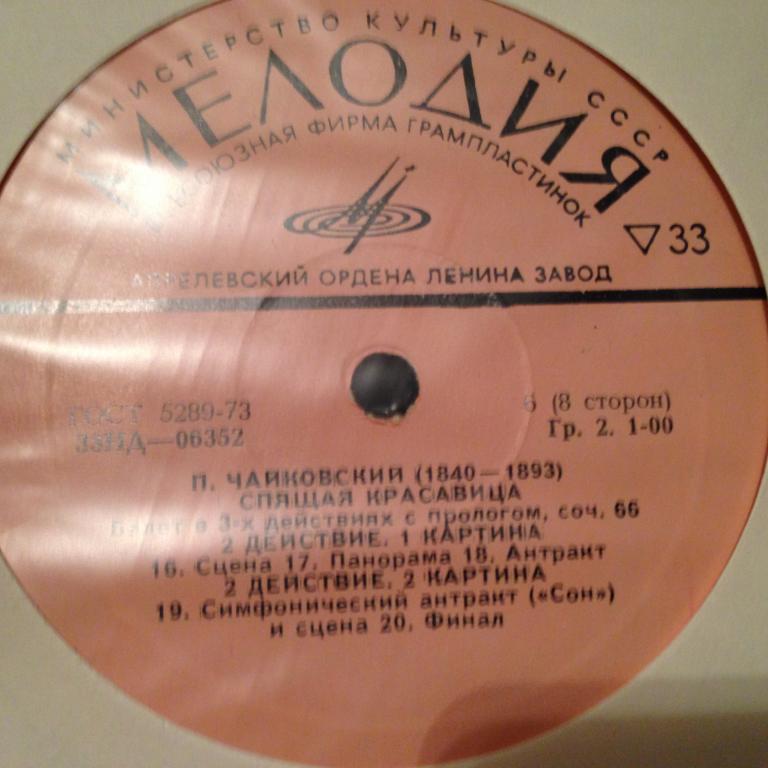 МИНИСТЕРСТВО КУЛЬТУРЫ СССР
МЕЛОДИЯ
ВСЕСОЮЗНАЯ ФИРМА ГРАМПЛАСТИНОК
33
АПРЕЛЕВСКИЙ ОРДЕНА ЛЕНИНА ЗАВОД
ГОСТ 5289-73
6 (8 сторон)
33НД—06352
Гр. 2. 1-00
П. ЧАЙКОВСКИЙ (1840—1893)
СПЯЩАЯ КРАСАВИЦА
Балет в 3-х действиях с прологом, соч. 66
2 ДЕЙСТВИЕ. 1 КАРТИНА
16. Сцена 17. Панорама 18. Антракт
2 ДЕЙСТВИЕ. 2 КАРТИНА
19. Симфонический антракт («Сон»)
и сцена 20. Финал